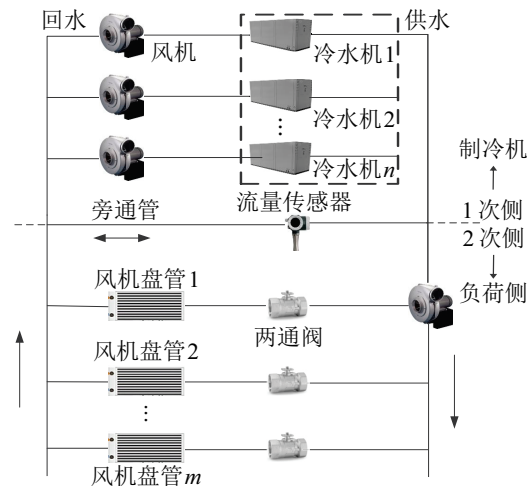 回水
供水
风机
冷水机1
冷水机2
⋮
冷水机n
制冷机
旁通管
流量传感器
1次侧
2次侧
负荷侧
风机盘管1
两通阀
风机盘管2
⋮
风机盘管m